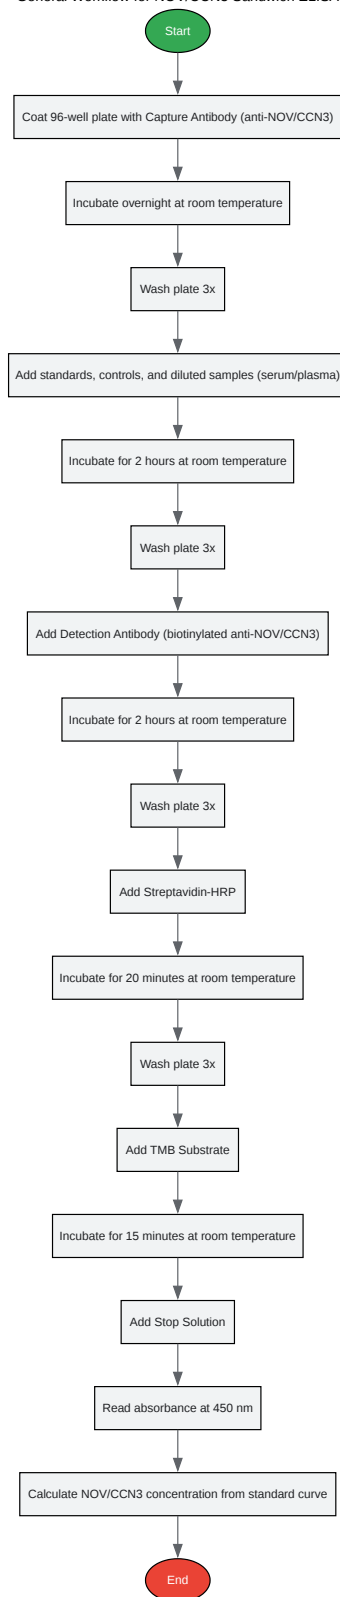 Start
Coat 96-well plate with Capture Antibody (anti-NOV/CCN3)
Incubate overnight at room temperature
Wash plate 3x
Add standards, controls, and diluted samples (serum/plasma)
Incubate for 2 hours at room temperature
Wash plate 3x
Add Detection Antibody (biotinylated anti-NOV/CCN3)
Incubate for 2 hours at room temperature
Wash plate 3x
Add Streptavidin-HRP
Incubate for 20 minutes at room temperature
Wash plate 3x
Add TMB Substrate
Incubate for 15 minutes at room temperature
Add Stop Solution
Read absorbance at 450 nm
Calculate NOV/CCN3 concentration from standard curve
End